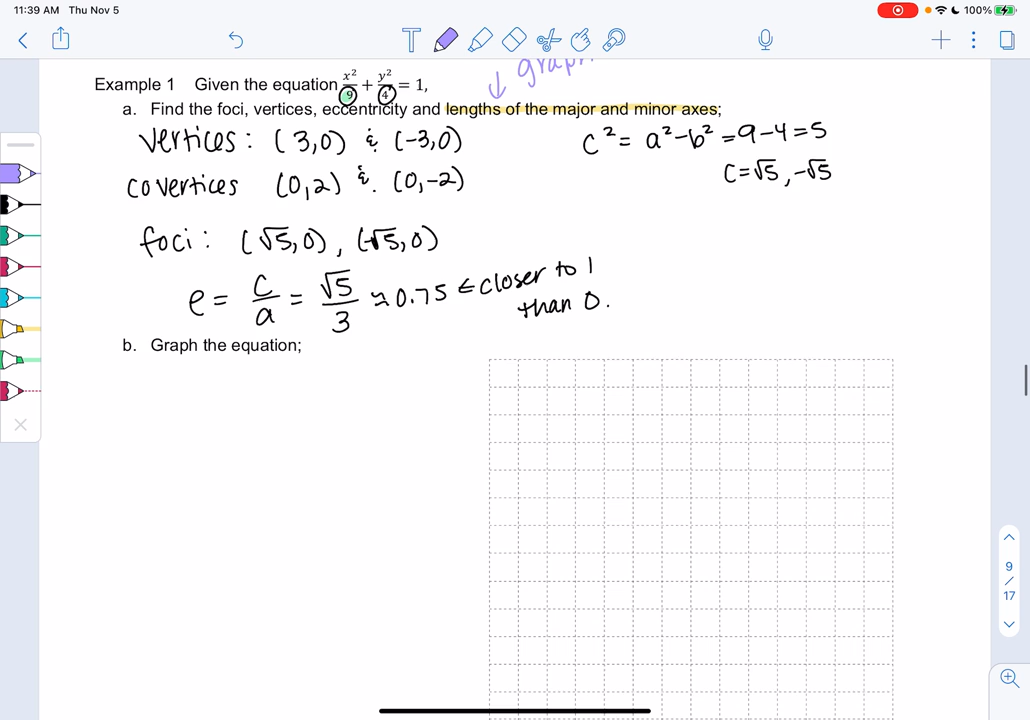 11:39 AM Thu Nov 5
100%
graph
Example 1 Given the equation x²/9 + y²/4 = 1,
a. Find the foci, vertices, eccentricity and lengths of the major and minor axes;
vertices: (3,0) & (-3,0)
c² = a²-b² = 9-4=5
c=√5, -√5
covertices (0,2) & (0,-2)
foci: (√5,0), (-√5,0)
e = c/a = √5/3 ≈ 0.75 ← closer to 1
than 0.
b. Graph the equation;
9
/
17